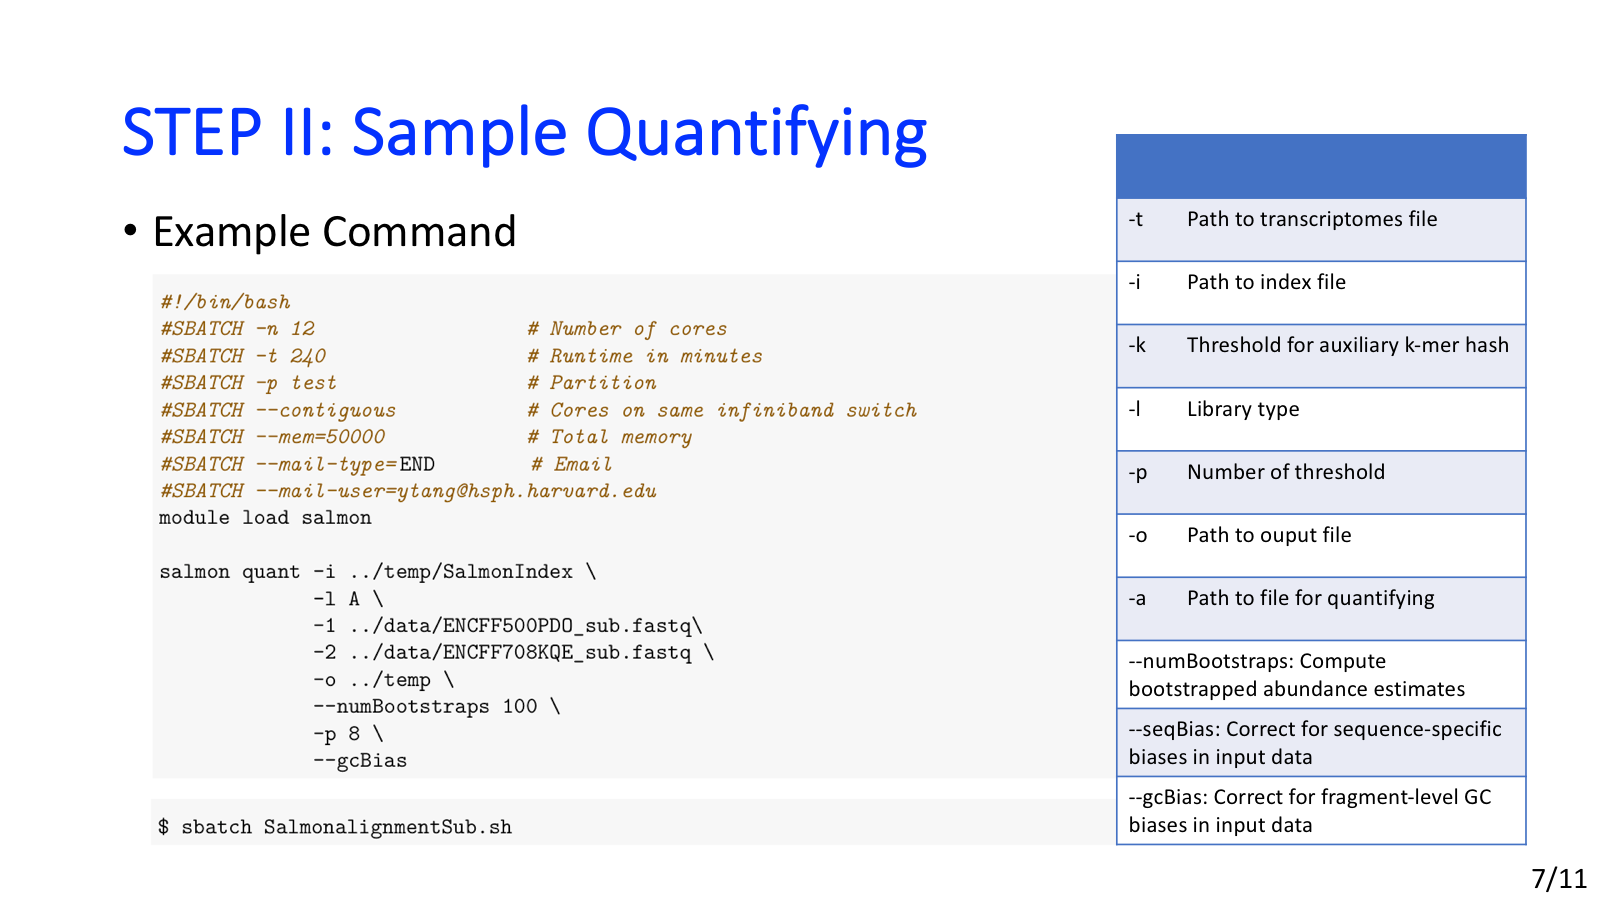 STEP II: Sample Quantifying
• Example Command
#!/bin/bash
#SBATCH -n 12 # Number of cores
#SBATCH -t 240 # Runtime in minutes
#SBATCH -p test # Partition
#SBATCH --contiguous # Cores on same infiniband switch
#SBATCH --mem=50000 # Total memory
#SBATCH --mail-type=END # Email
#SBATCH --mail-user=ytang@hsph.harvard.edu
module load salmon
salmon quant -i ../temp/SalmonIndex \
-l A \
-1 ../data/ENCFF500PDO_sub.fastq\
-2 ../data/ENCFF708KQE_sub.fastq \
-o ../temp \
--numBootstraps 100 \
-p 8 \
--gcBias
$ sbatch SalmonalignmentSub.sh
-t Path to transcriptomes file
-i Path to index file
-k Threshold for auxiliary k-mer hash
-l Library type
-p Number of threshold
-o Path to ouput file
-a Path to file for quantifying
--numBootstraps: Compute
bootstrapped abundance estimates
--seqBias: Correct for sequence-specific
biases in input data
--gcBias: Correct for fragment-level GC
biases in input data
7/11